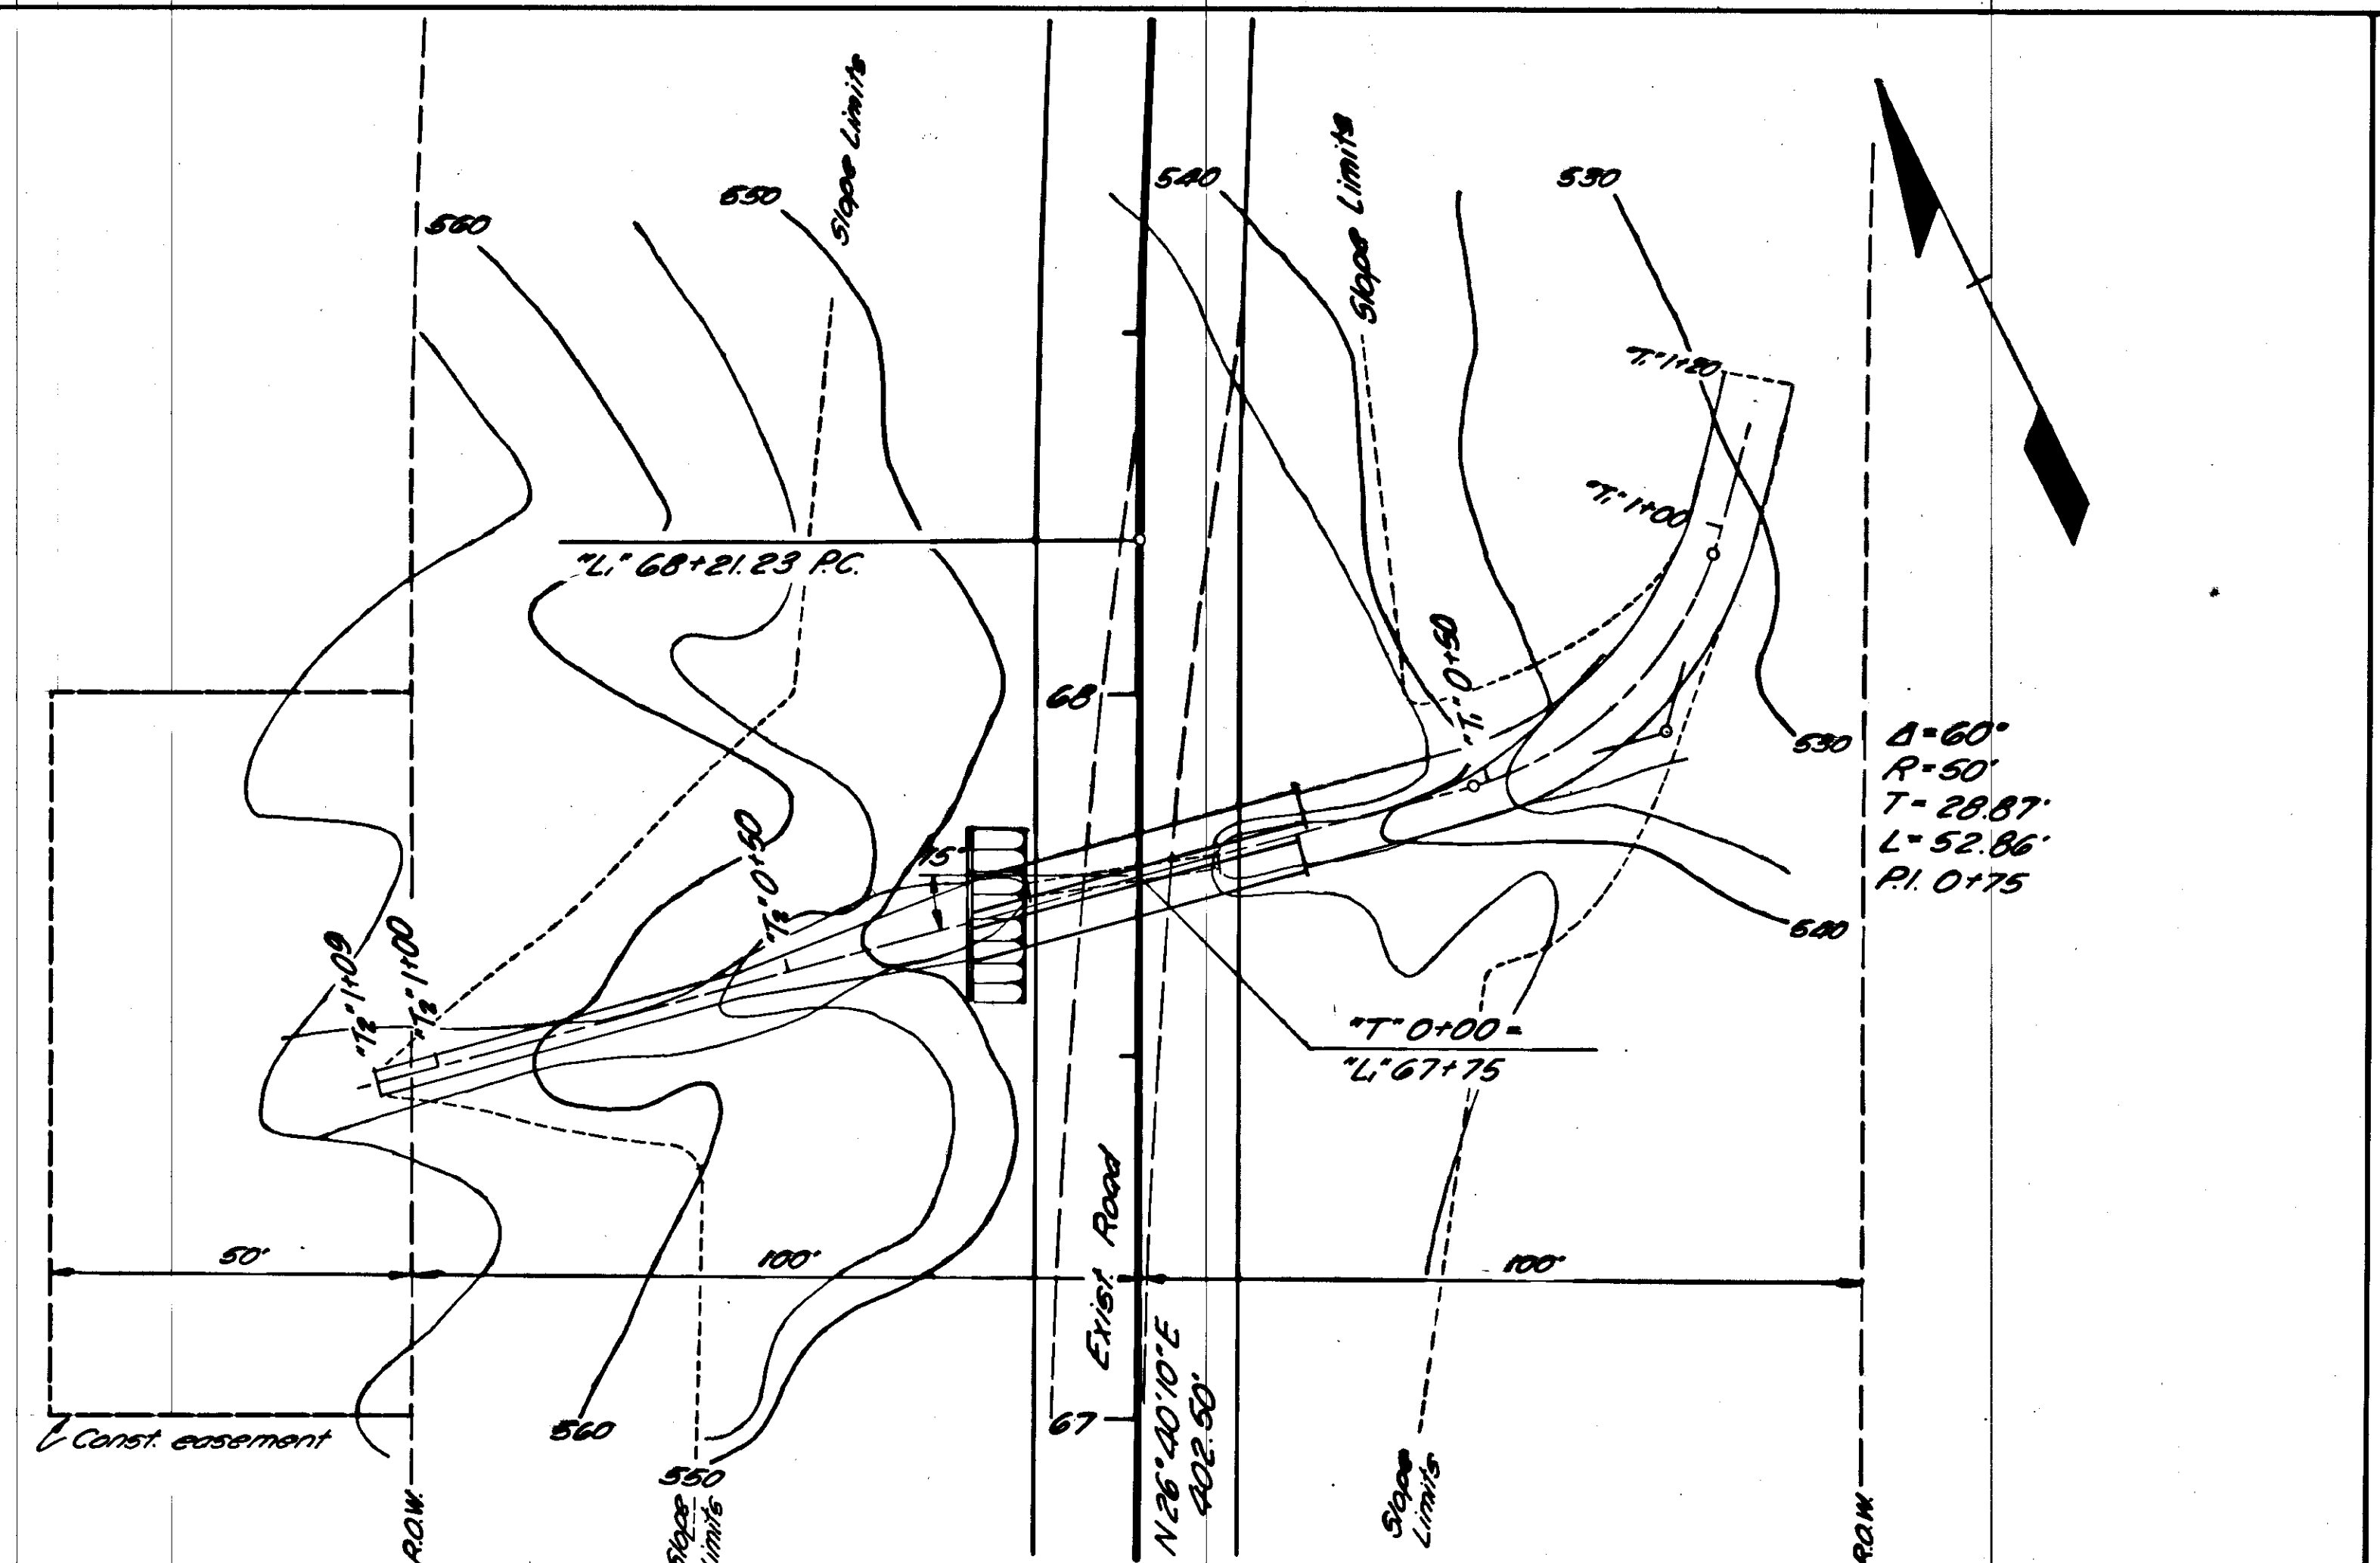 Slope Limits
Slope Limits
540
530
550
560
"T1" 1+20
"T1" 1+00
"L1" 68+21.23 P.C.
"T1" 0+50
68
530
Δ=60°
R=50'
T=28.87'
L=52.86'
P.I. 0+75
"T2" 0+50
15°
540
"T2" 1+09
"T2" 1+00
"T" 0+00 =
"L1" 67+75
50'
100'
100'
Exist. Road
N26°40'10"E
402.50'
67
560
Const. easement
550
Slope
Limits
Slope
Limits
R.O.W.
R.O.W.